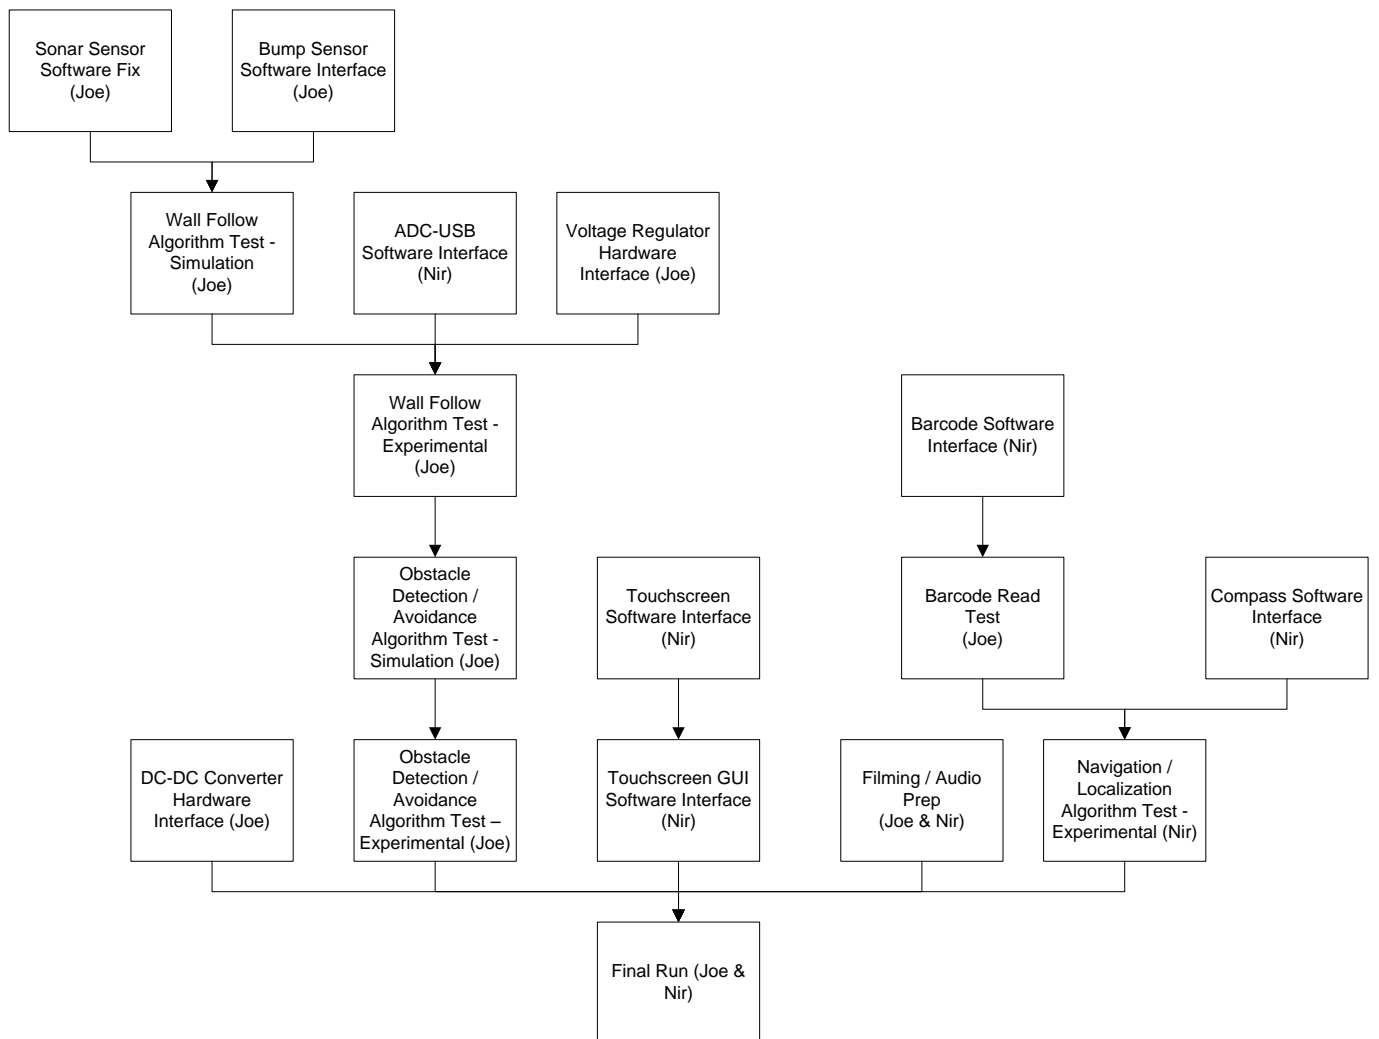 Sonar Sensor
Software Fix
(Joe)
Bump Sensor
Software Interface
(Joe)
Wall Follow
Algorithm Test -
Simulation
(Joe)
ADC-USB
Software Interface
(Nir)
Voltage Regulator
Hardware
Interface (Joe)
Wall Follow
Algorithm Test -
Experimental
(Joe)
Barcode Software
Interface (Nir)
Obstacle
Detection /
Avoidance
Algorithm Test -
Simulation (Joe)
Touchscreen
Software Interface
(Nir)
Barcode Read
Test
(Joe)
Compass Software
Interface
(Nir)
DC-DC Converter
Hardware
Interface (Joe)
Obstacle
Detection /
Avoidance
Algorithm Test –
Experimental (Joe)
Touchscreen GUI
Software Interface
(Nir)
Filming / Audio
Prep
(Joe & Nir)
Navigation /
Localization
Algorithm Test -
Experimental (Nir)
Final Run (Joe &
Nir)